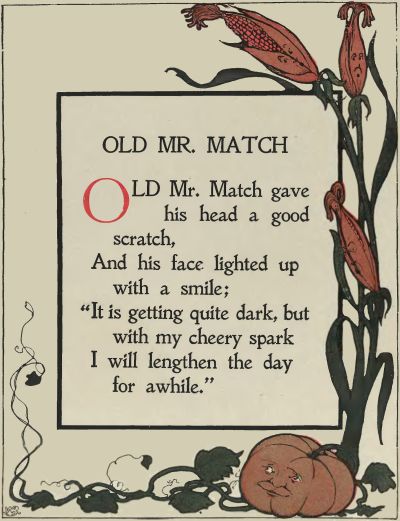 OLD MR. MATCH
OLD Mr. Match gave
his head a good
scratch,
And his face lighted up
with a smile;
“It is getting quite dark, but
with my cheery spark
I will lengthen the day
for awhile.”